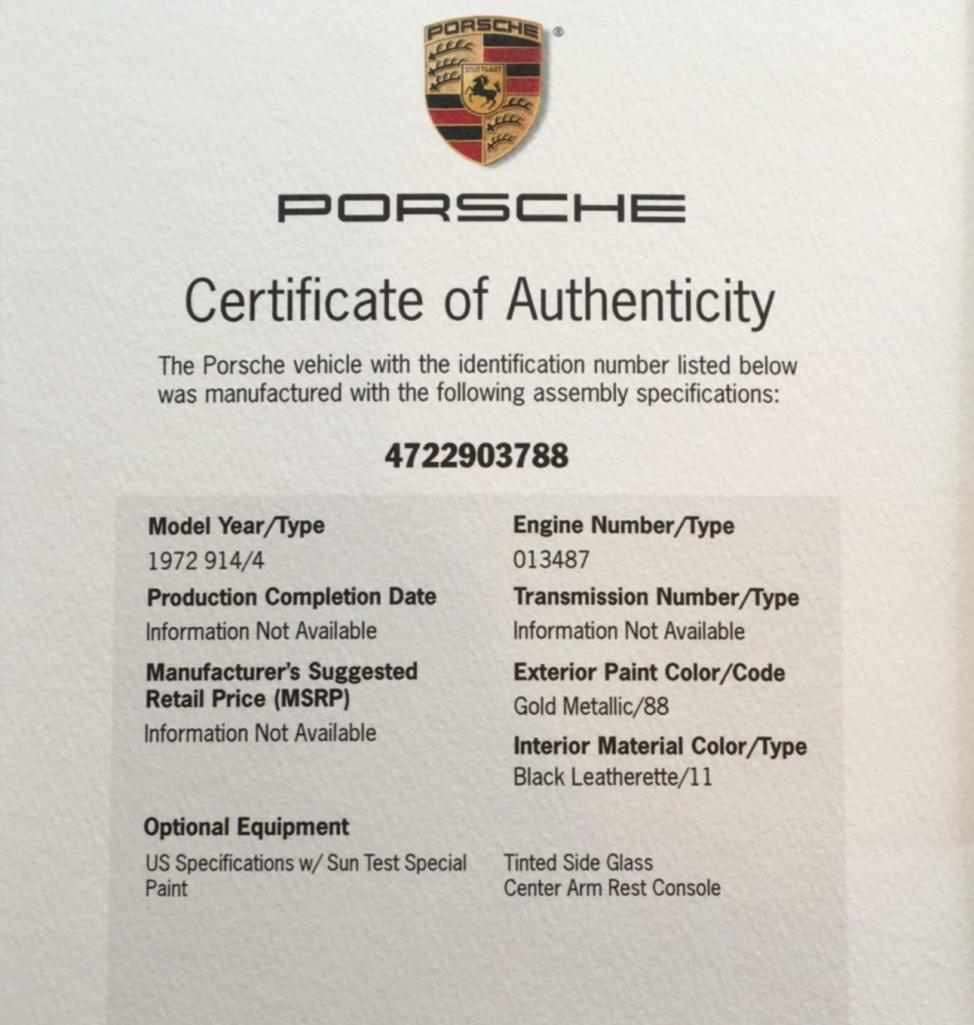 PORSCHE
®
STUTTGART
PORSCHE
Certificate of Authenticity
The Porsche vehicle with the identification number listed below
was manufactured with the following assembly specifications:
4722903788
Model Year/Type
1972 914/4
Production Completion Date
Information Not Available
Manufacturer's Suggested
Retail Price (MSRP)
Information Not Available
Engine Number/Type
013487
Transmission Number/Type
Information Not Available
Exterior Paint Color/Code
Gold Metallic/88
Interior Material Color/Type
Black Leatherette/11
Optional Equipment
US Specifications w/ Sun Test Special
Paint
Tinted Side Glass
Center Arm Rest Console